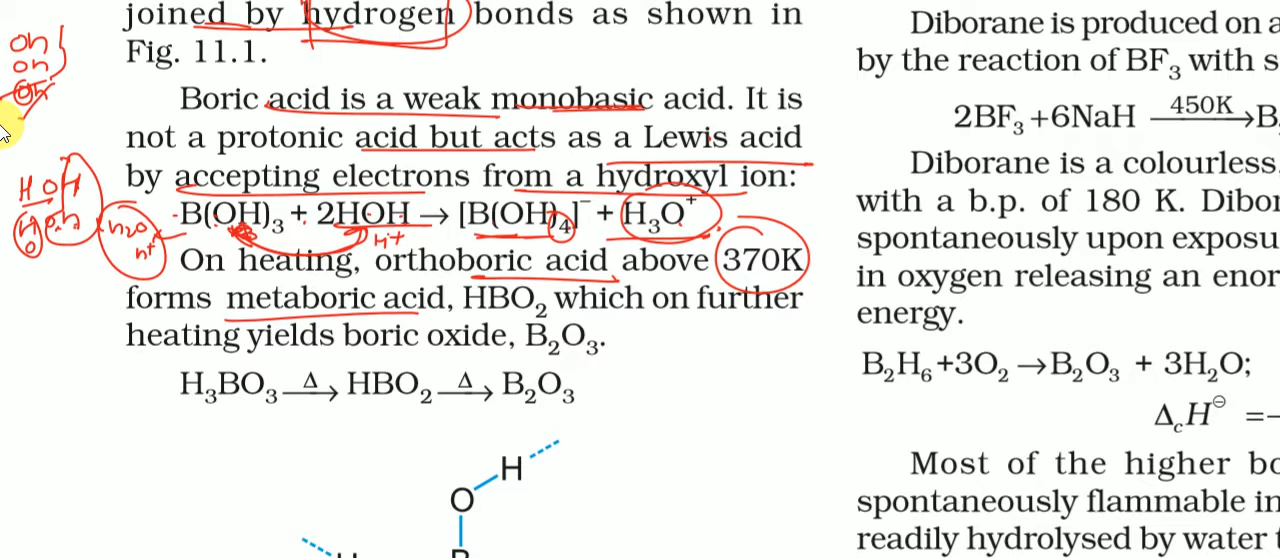 joined by hydrogen bonds as shown in
Fig. 11.1.
Boric acid is a weak monobasic acid. It is
not a protonic acid but acts as a Lewis acid
by accepting electrons from a hydroxyl ion:
B(OH)₃ + 2HOH → [B(OH)₄]⁻ + H₃O⁺
On heating, orthoboric acid above 370K
forms metaboric acid, HBO₂ which on further
heating yields boric oxide, B₂O₃.
H₃BO₃ —Δ→ HBO₂ —Δ→ B₂O₃
H
O
on
on
OH
H OH
H₂O
H⁺
H⁺
Diborane is produced on a
by the reaction of BF₃ with s
2BF₃ + 6NaH —450K→ B
Diborane is a colourless,
with a b.p. of 180 K. Dibor
spontaneously upon exposu
in oxygen releasing an enor
energy.
B₂H₆+3O₂ → B₂O₃ + 3H₂O;
Δ_cH^⊖ =−
Most of the higher bo
spontaneously flammable in
readily hydrolysed by water